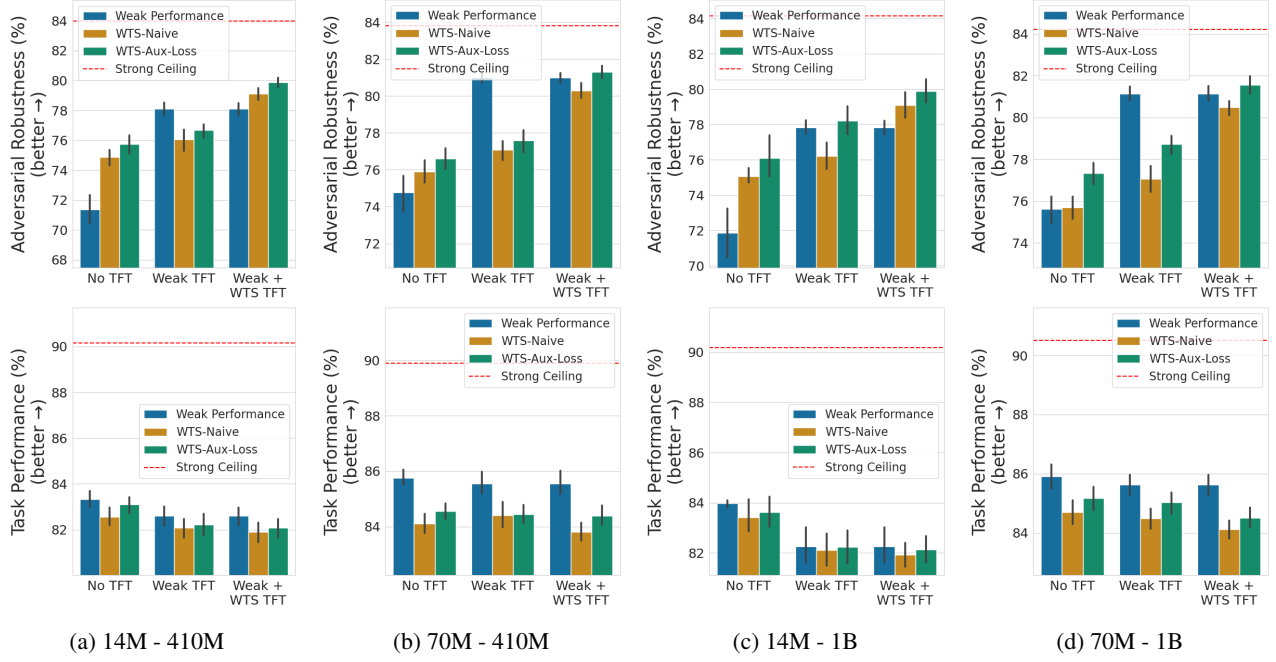 Adversarial Robustness (%)
(better →)
84
82
80
78
76
74
72
70
68
Weak Performance
WTS-Naive
WTS-Aux-Loss
Strong Ceiling
No TFT
Weak TFT
Weak +
WTS TFT
Adversarial Robustness (%)
(better →)
84
82
80
78
76
74
72
Weak Performance
WTS-Naive
WTS-Aux-Loss
Strong Ceiling
No TFT
Weak TFT
Weak +
WTS TFT
Adversarial Robustness (%)
(better →)
84
82
80
78
76
74
72
70
Weak Performance
WTS-Naive
WTS-Aux-Loss
Strong Ceiling
No TFT
Weak TFT
Weak +
WTS TFT
Adversarial Robustness (%)
(better →)
84
82
80
78
76
74
Weak Performance
WTS-Naive
WTS-Aux-Loss
Strong Ceiling
No TFT
Weak TFT
Weak +
WTS TFT
Task Performance (%)
(better →)
90
88
86
84
82
Weak Performance
WTS-Naive
WTS-Aux-Loss
Strong Ceiling
No TFT
Weak TFT
Weak +
WTS TFT
Task Performance (%)
(better →)
90
88
86
84
Weak Performance
WTS-Naive
WTS-Aux-Loss
Strong Ceiling
No TFT
Weak TFT
Weak +
WTS TFT
Task Performance (%)
(better →)
90
88
86
84
82
Weak Performance
WTS-Naive
WTS-Aux-Loss
Strong Ceiling
No TFT
Weak TFT
Weak +
WTS TFT
Task Performance (%)
(better →)
90
88
86
84
Weak Performance
WTS-Naive
WTS-Aux-Loss
Strong Ceiling
No TFT
Weak TFT
Weak +
WTS TFT
(a) 14M - 410M
(b) 70M - 410M
(c) 14M - 1B
(d) 70M - 1B